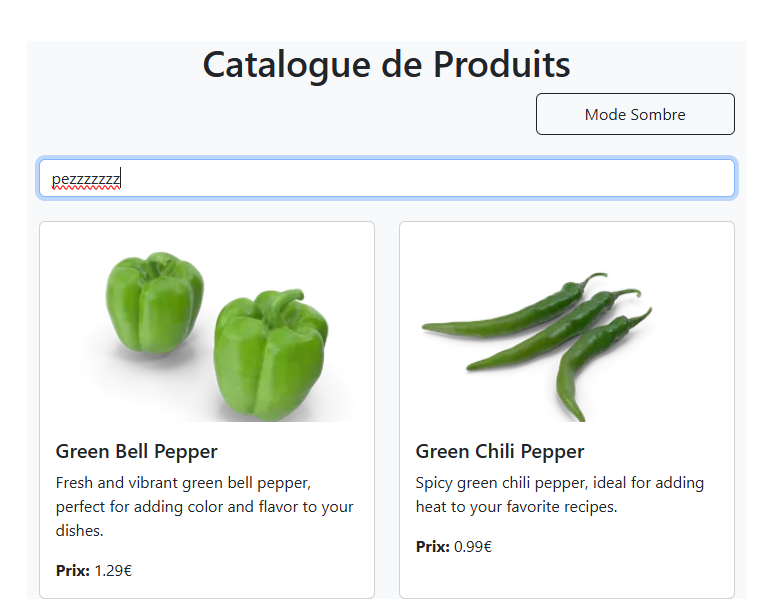 Catalogue de Produits
Mode Sombre
pezzzzzzz
Green Bell Pepper
Fresh and vibrant green bell pepper,
perfect for adding color and flavor to your
dishes.
Prix: 1.29€
Green Chili Pepper
Spicy green chili pepper, ideal for adding
heat to your favorite recipes.
Prix: 0.99€